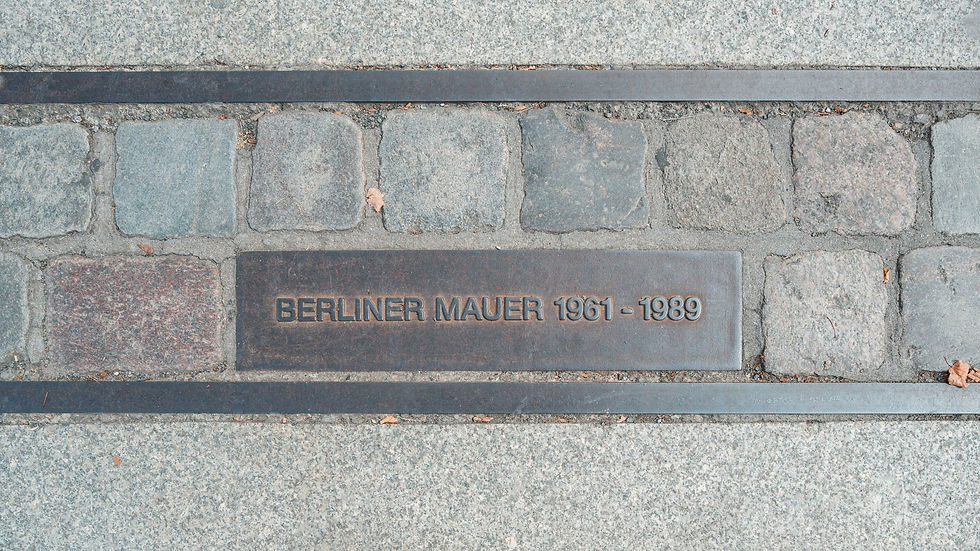 BERLINER MAUER 1961 - 1989